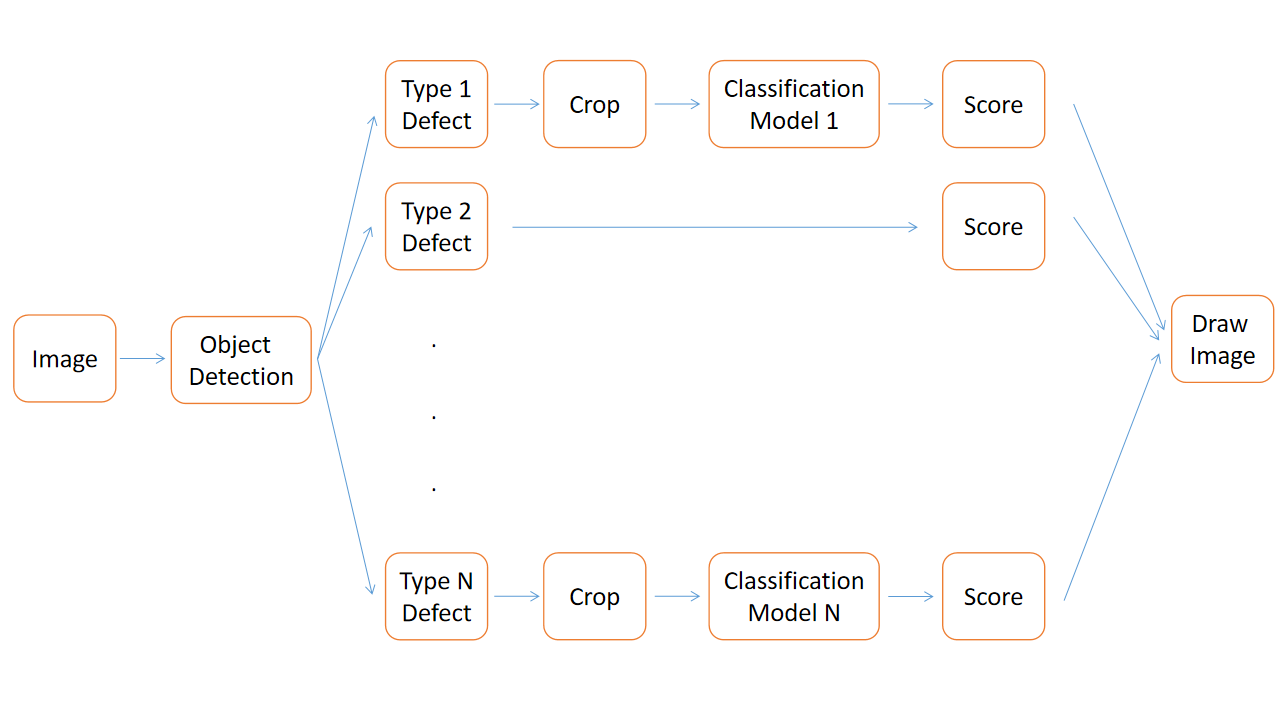 Type 1
Defect
Crop
Classification
Model 1
Score
Type 2
Defect
Score
Image
Object
Detection
.
.
.
Draw
Image
Type N
Defect
Crop
Classification
Model N
Score